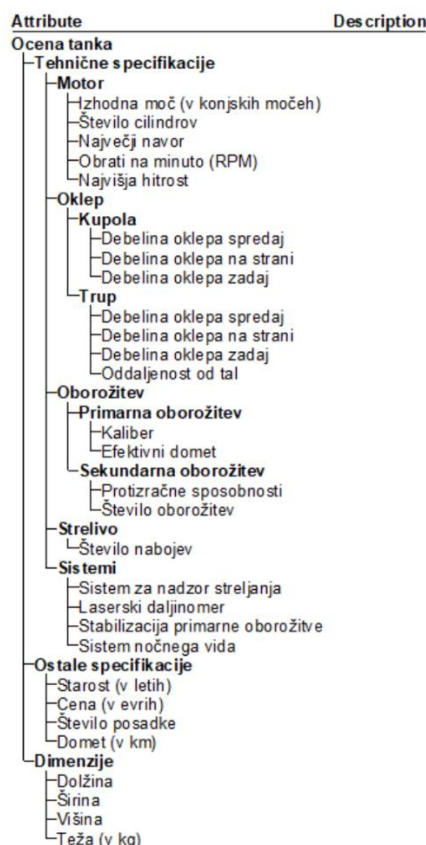 Attribute Description
Ocena tanka
Tehnične specifikacije
Motor
Izhodna moč (v konjskih močeh)
Število cilindrov
Največji navor
Obrati na minuto (RPM)
Najvišja hitrost
Oklep
Kupola
Debelina oklepa spredaj
Debelina oklepa na strani
Debelina oklepa zadaj
Trup
Debelina oklepa spredaj
Debelina oklepa na strani
Debelina oklepa zadaj
Oddaljenost od tal
Oborožitev
Primarna oborožitev
Kaliber
Efektivni domet
Sekundarna oborožitev
Protizračne sposobnosti
Število oborožitev
Strelivo
Število nabojev
Sistemi
Sistem za nadzor streljanja
Laserski daljinomer
Stabilizacija primarne oborožitve
Sistem nočnega vida
Ostale specifikacije
Starost (v letih)
Cena (v evrih)
Število posadke
Domet (v km)
Dimenzije
Dolžina
Širina
Višina
Teža (v kg)